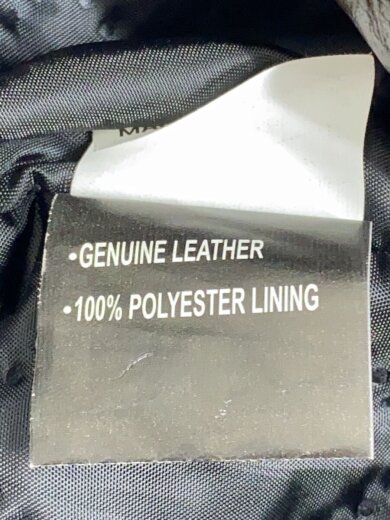 •GENUINE LEATHER
•100% POLYESTER LINING